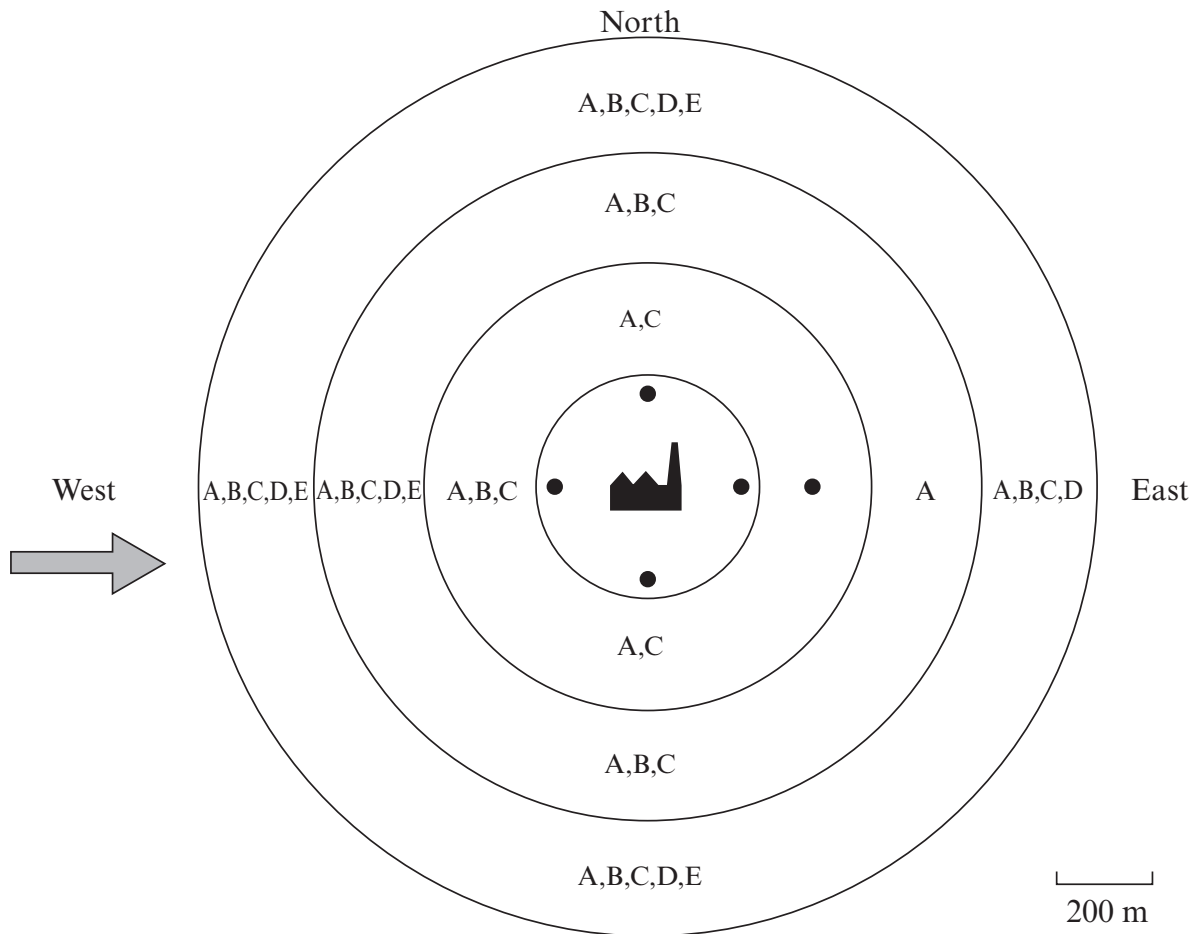 North
A,B,C,D,E
A,B,C
A,C
West
A,B,C,D,E
A,B,C,D,E
A,B,C
A
A,B,C,D
East
A,C
A,B,C
A,B,C,D,E
200 m